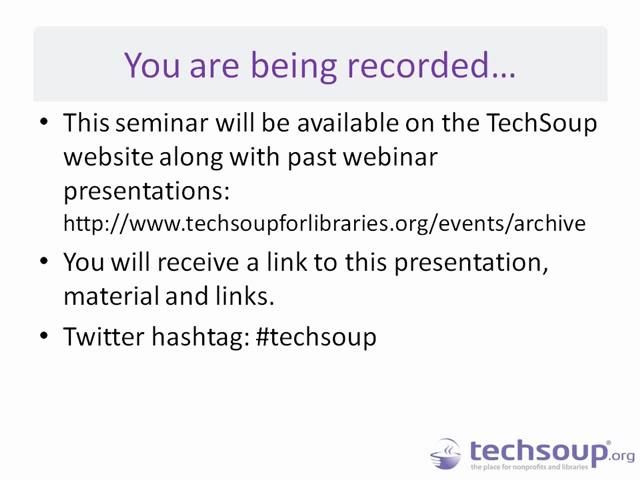 You are being recorded...
• This seminar will be available on the TechSoup
website along with past webinar
presentations:
http://www.techsoupforlibraries.org/events/archive
• You will receive a link to this presentation,
material and links.
• Twitter hashtag: #techsoup
techsoup®.org
the place for nonprofits and libraries